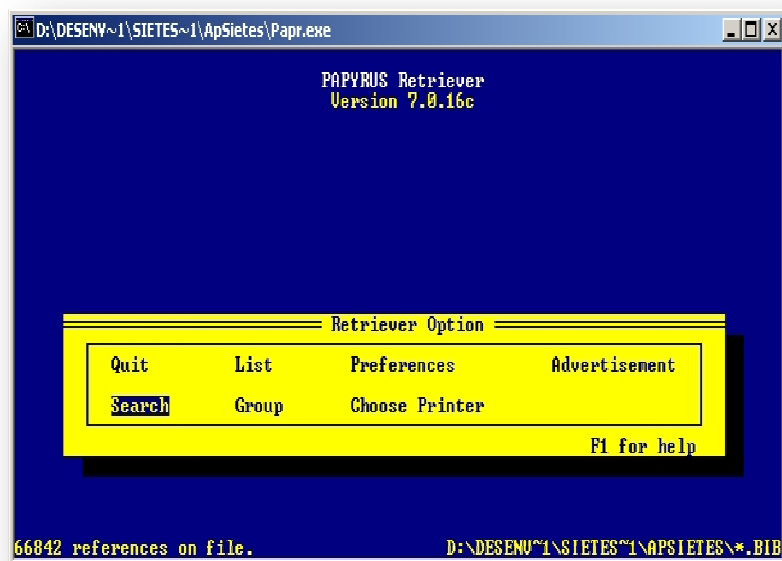 D:\DESENV~1\SIETES~1\ApSietes\Papr.exe
PAPYRUS Retriever
Version 7.0.16c
Retriever Option
Quit List Preferences Advertisement
Search Group Choose Printer
F1 for help
66842 references on file. D:\DESENV~1\SIETES~1\APSIETES\*.BIB